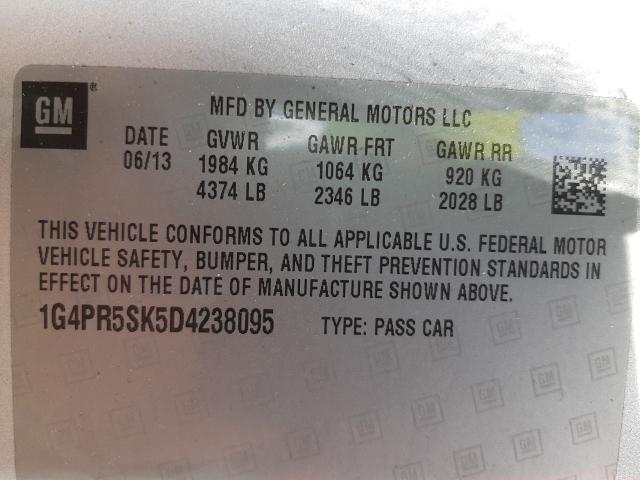 GM ®
MFD BY GENERAL MOTORS LLC
DATE GVWR GAWR FRT GAWR RR
06/13 1984 KG 1064 KG 920 KG
4374 LB 2346 LB 2028 LB
THIS VEHICLE CONFORMS TO ALL APPLICABLE U.S. FEDERAL MOTOR
VEHICLE SAFETY, BUMPER, AND THEFT PREVENTION STANDARDS IN
EFFECT ON THE DATE OF MANUFACTURE SHOWN ABOVE.
1G4PR5SK5D4238095 TYPE: PASS CAR